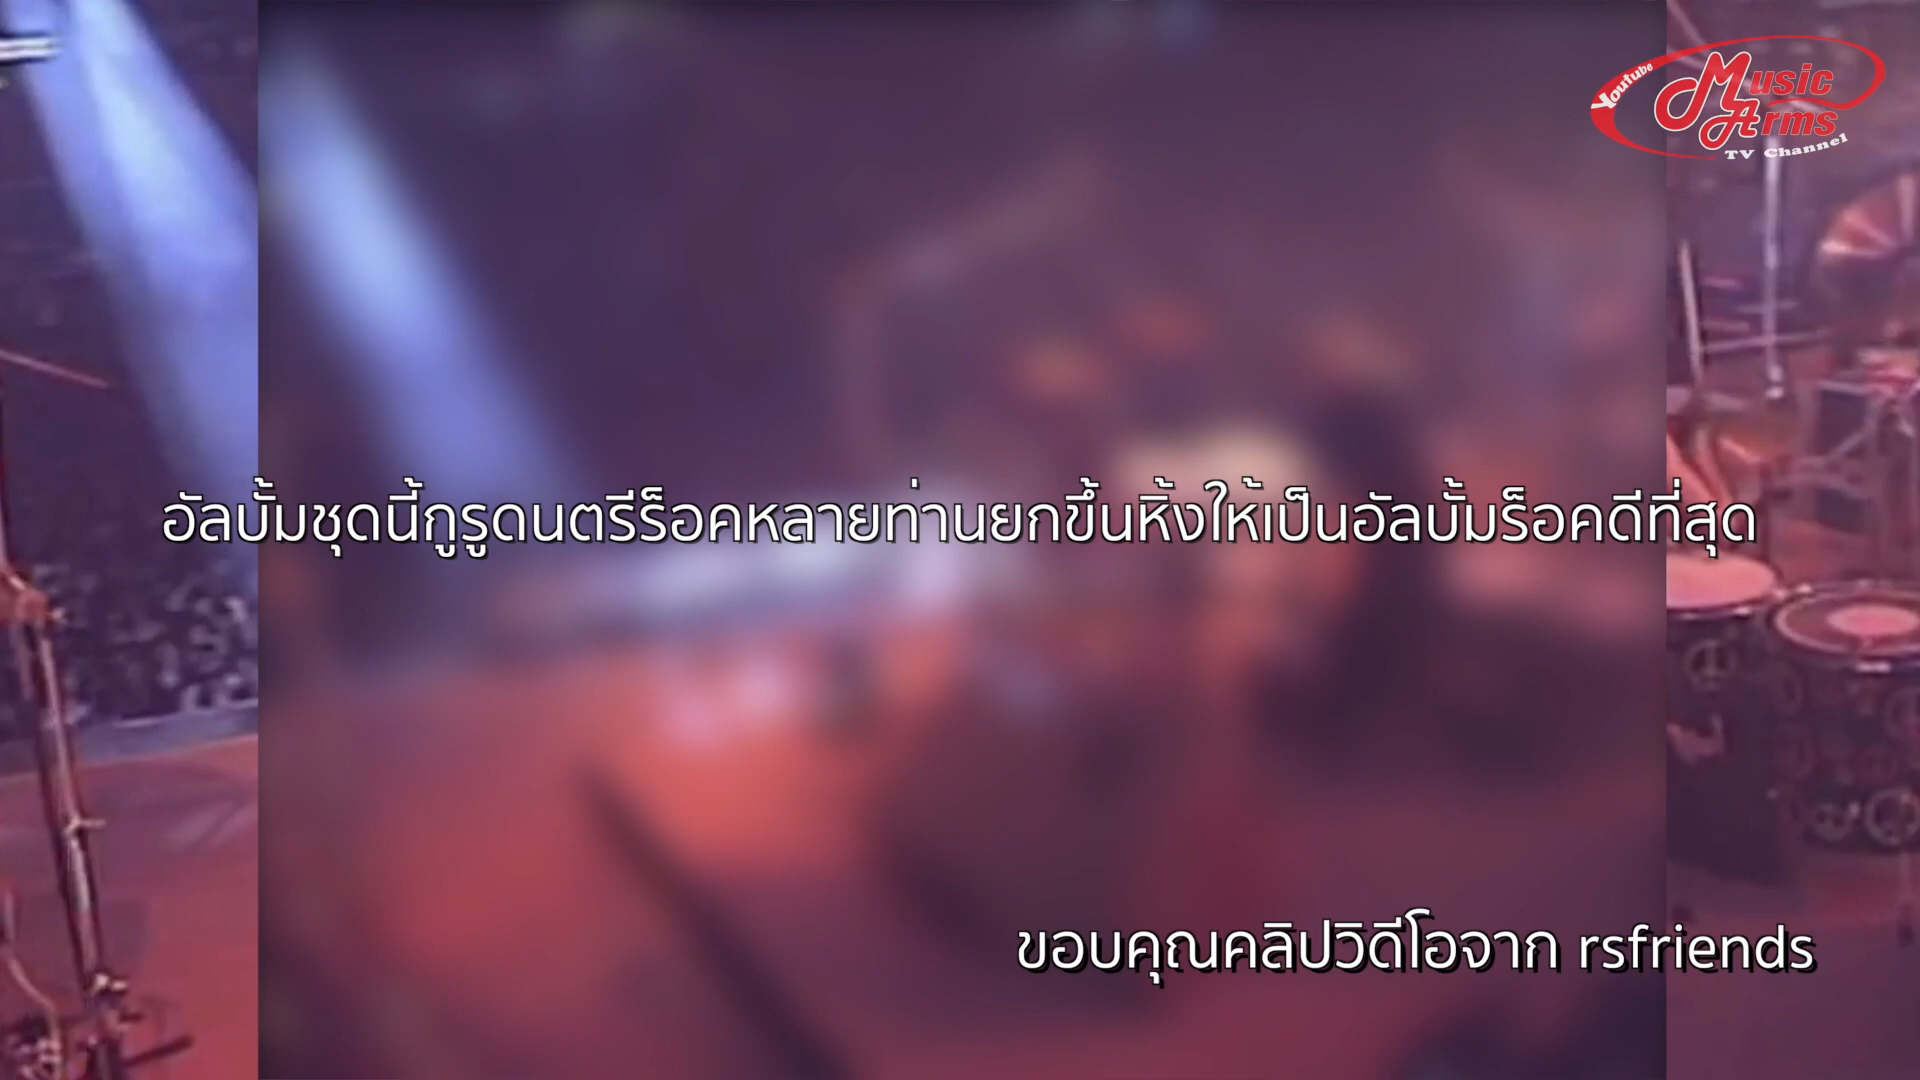 Youtube
Music
Arms
TV Channel
อัลบั้มชุดนี้กูรูดนตรีร็อคหลายท่านยกขึ้นหิ้งให้เป็นอัลบั้มร็อคดีที่สุด
ขอบคุณคลิปวิดีโอจาก rsfriends